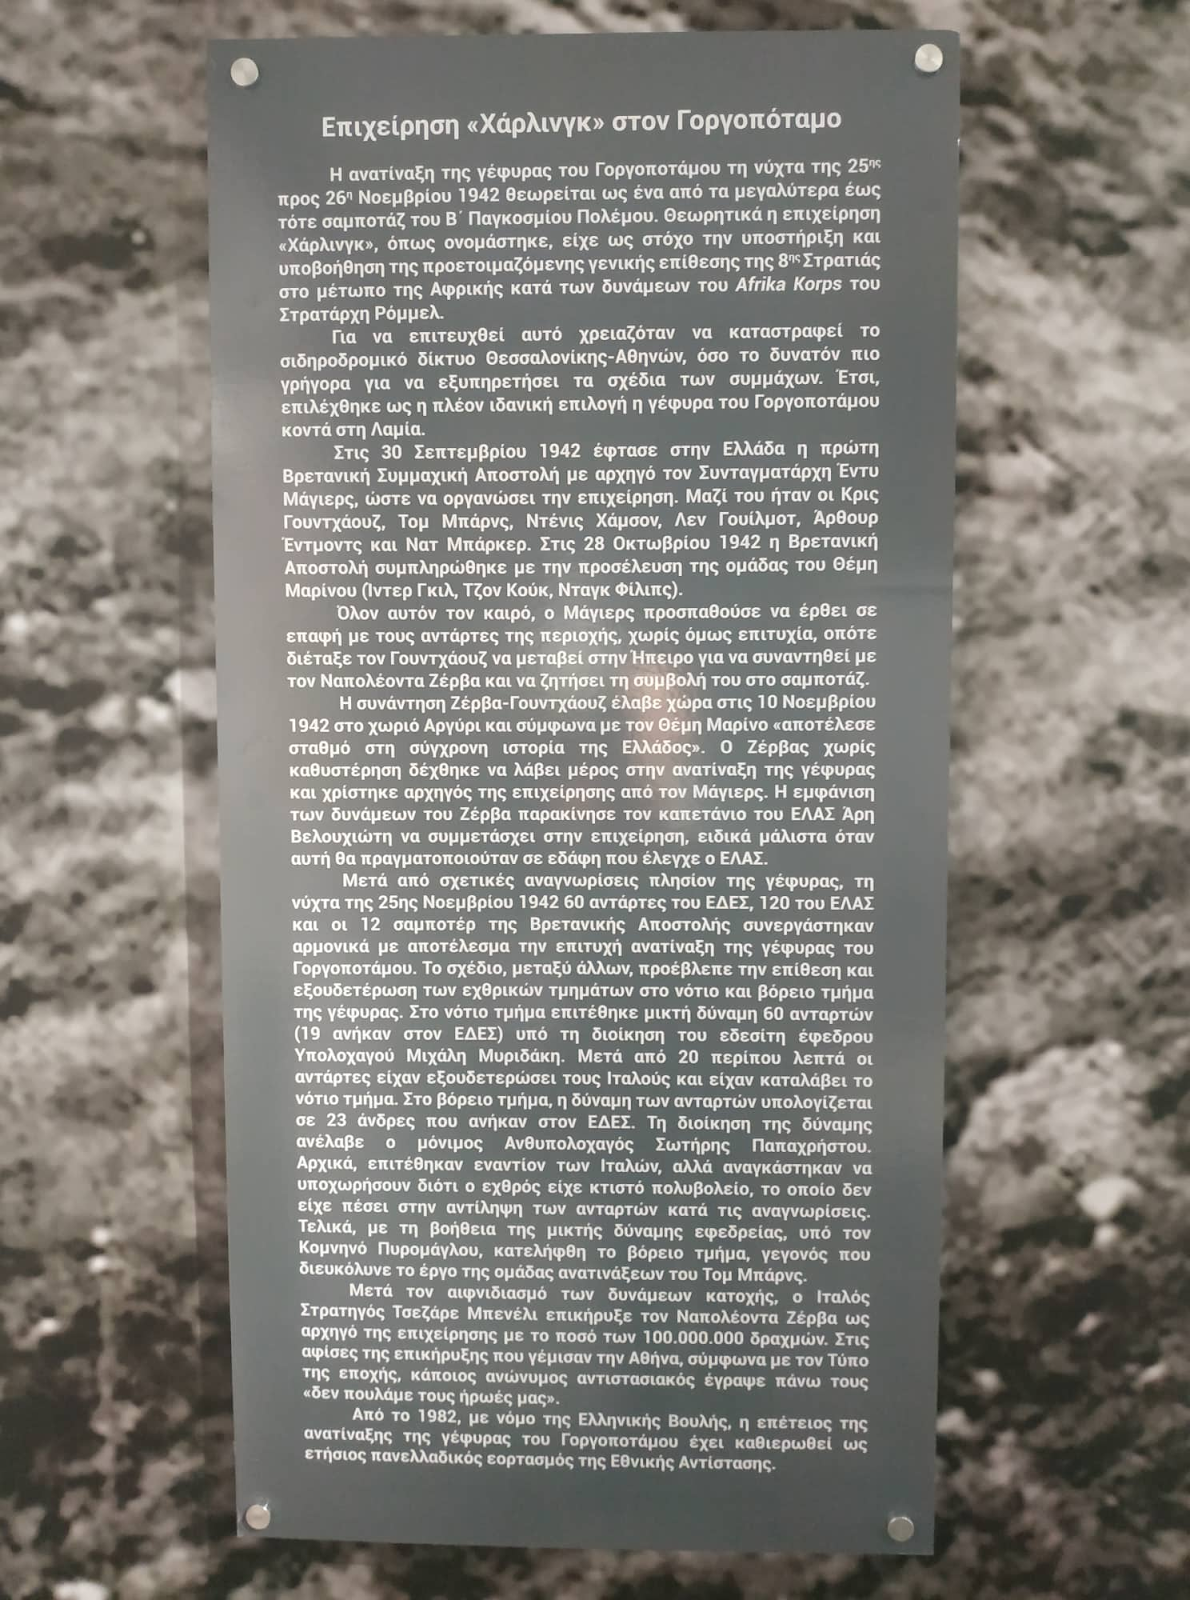 Επιχείρηση «Χάρλινγκ» στον Γοργοπόταμο
Η ανατίναξη της γέφυρας του Γοργοποτάμου τη νύχτα της 25ης
προς 26η Νοεμβρίου 1942 θεωρείται ως ένα από τα μεγαλύτερα έως
τότε σαμποτάζ του Β΄ Παγκοσμίου Πολέμου. Θεωρητικά η επιχείρηση
«Χάρλινγκ», όπως ονομάστηκε, είχε ως στόχο την υποστήριξη και
υποβοήθηση της προετοιμαζόμενης γενικής επίθεσης της 8ης Στρατιάς
στο μέτωπο της Αφρικής κατά των δυνάμεων του Afrika Korps του
Στρατάρχη Ρόμμελ.
Για να επιτευχθεί αυτό χρειαζόταν να καταστραφεί το
σιδηροδρομικό δίκτυο Θεσσαλονίκης-Αθηνών, όσο το δυνατόν πιο
γρήγορα για να εξυπηρετήσει τα σχέδια των συμμάχων. Έτσι,
επιλέχθηκε ως η πλέον ιδανική επιλογή η γέφυρα του Γοργοποτάμου
κοντά στη Λαμία.
Στις 30 Σεπτεμβρίου 1942 έφτασε στην Ελλάδα η πρώτη
Βρετανική Συμμαχική Αποστολή με αρχηγό τον Συνταγματάρχη Έντυ
Μάγιερς, ώστε να οργανώσει την επιχείρηση. Μαζί του ήταν οι Κρις
Γουντχάουζ, Τομ Μπάρνς, Ντένις Χάμσον, Λεν Γουίλμοτ, Άρθουρ
Έντμοντς και Νατ Μπάρκερ. Στις 28 Οκτωβρίου 1942 η Βρετανική
Αποστολή συμπληρώθηκε με την προσέλευση της ομάδας του Θέμη
Μαρίνου (Ιντερ Γκιλ, Τζον Κούκ, Νταγκ Φίλιπς).
Όλον αυτόν τον καιρό, ο Μάγιερς προσπαθούσε να έρθει σε
επαφή με τους αντάρτες της περιοχής, χωρίς όμως επιτυχία, οπότε
διέταξε τον Γουντχάουζ να μεταβεί στην Ήπειρο για να συναντηθεί με
τον Ναπολέοντα Ζέρβα και να ζητήσει τη συμβολή του στο σαμποτάζ.
Η συνάντηση Ζέρβα-Γουντχάουζ έλαβε χώρα στις 10 Νοεμβρίου
1942 στο χωριό Αργύρι και σύμφωνα με τον Θέμη Μαρίνο «αποτέλεσε
σταθμό στη σύγχρονη ιστορία της Ελλάδος». Ο Ζέρβας χωρίς
καθυστέρηση δέχθηκε να λάβει μέρος στην ανατίναξη της γέφυρας
και χρίστηκε αρχηγός της επιχείρησης από τον Μάγιερς. Η εμφάνιση
των δυνάμεων του Ζέρβα παρακίνησε τον καπετάνιο του ΕΛΑΣ Άρη
Βελουχιώτη να συμμετάσχει στην επιχείρηση, ειδικά μάλιστα όταν
αυτή θα πραγματοποιούταν σε εδάφη που έλεγχε ο ΕΛΑΣ.
Μετά από σχετικές αναγνωρίσεις πλησίον της γέφυρας, τη
νύχτα της 25ης Νοεμβρίου 1942 60 αντάρτες του ΕΔΕΣ, 120 του ΕΛΑΣ
και οι 12 σαμποτέρ της Βρετανικής Αποστολής συνεργάστηκαν
αρμονικά με αποτέλεσμα την επιτυχή ανατίναξη της γέφυρας του
Γοργοποτάμου. Το σχέδιο, μεταξύ άλλων, προέβλεπε την επίθεση και
εξουδετέρωση των εχθρικών τμημάτων στο νότιο και βόρειο τμήμα
της γέφυρας. Στο νότιο τμήμα επιτέθηκε μικτή δύναμη 60 ανταρτών
(19 ανήκαν στον ΕΔΕΣ) υπό τη διοίκηση του εδεσίτη έφεδρου
Υπολοχαγού Μιχάλη Μυριδάκη. Μετά από 20 περίπου λεπτά οι
αντάρτες είχαν εξουδετερώσει τους Ιταλούς και είχαν καταλάβει το
νότιο τμήμα. Στο βόρειο τμήμα, η δύναμη των ανταρτών υπολογίζεται
σε 23 άνδρες που ανήκαν στον ΕΔΕΣ. Τη διοίκηση της δύναμης
ανέλαβε ο μόνιμος Ανθυπολοχαγός Σωτήρης Παπαχρήστου.
Αρχικά, επιτέθηκαν εναντίον των Ιταλών, αλλά αναγκάστηκαν να
υποχωρήσουν διότι ο εχθρός είχε κτιστό πολυβολείο, το οποίο δεν
είχε πέσει στην αντίληψη των ανταρτών κατά τις αναγνωρίσεις.
Τελικά, με τη βοήθεια της μικτής δύναμης εφεδρείας, υπό τον
Κομνηνό Πυρομάγλου, κατελήφθη το βόρειο τμήμα, γεγονός που
διευκόλυνε το έργο της ομάδας ανατινάξεων του Τομ Μπάρνς.
Μετά τον αιφνιδιασμό των δυνάμεων κατοχής, ο Ιταλός
Στρατηγός Τσεζάρε Μπενέλι επικήρυξε τον Ναπολέοντα Ζέρβα ως
αρχηγό της επιχείρησης με το ποσό των 100.000.000 δραχμών. Στις
αφίσες της επικήρυξης που γέμισαν την Αθήνα, σύμφωνα με τον Τύπο
της εποχής, κάποιος ανώνυμος αντιστασιακός έγραψε πάνω τους
«δεν πουλάμε τους ήρωές μας».
Από το 1982, με νόμο της Ελληνικής Βουλής, η επέτειος της
ανατίναξης της γέφυρας του Γοργοποτάμου έχει καθιερωθεί ως
ετήσιος πανελλαδικός εορτασμός της Εθνικής Αντίστασης.